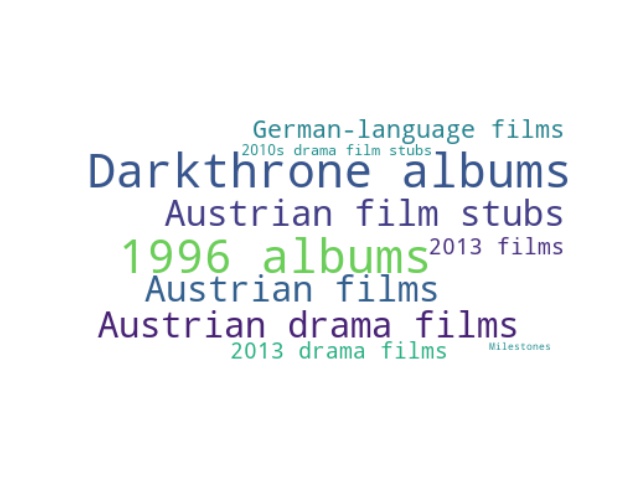 German-language films
2010s drama film stubs
Darkthrone albums
Austrian film stubs
1996 albums
2013 films
Austrian films
Austrian drama films
2013 drama films
Milestones